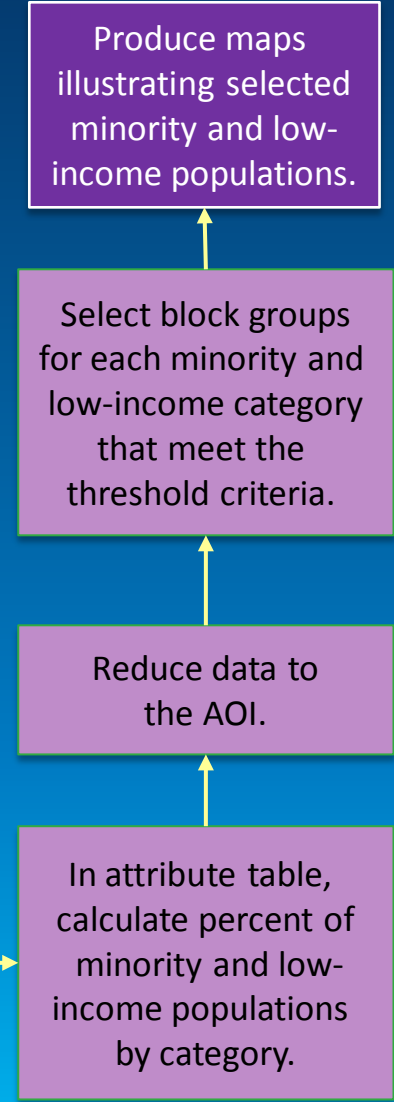 Produce maps
illustrating selected
minority and low-
income populations.
Select block groups
for each minority and
low-income category
that meet the
threshold criteria.
Reduce data to
the AOI.
In attribute table,
calculate percent of
minority and low-
income populations
by category.